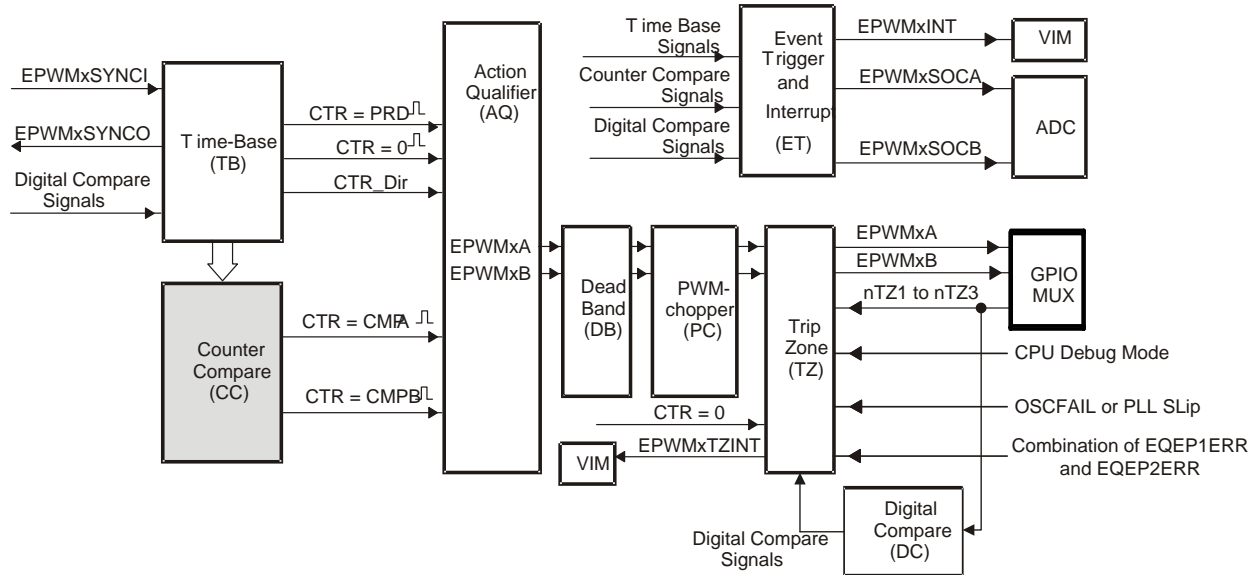 EPWMxSYNCI
EPWMxSYNCO
Digital Compare
Signals
Time-Base
(TB)
CTR = PRD
CTR = 0
CTR_Dir
Counter
Compare
(CC)
CTR = CMPA
CTR = CMPB
Action
Qualifier
(AQ)
EPWMxA
EPWMxB
Time Base
Signals
Counter Compare
Signals
Digital Compare
Signals
Event
Trigger
and
Interrupt
(ET)
EPWMxINT
EPWMxSOCA
EPWMxSOCB
VIM
ADC
Dead
Band
(DB)
PWM-
chopper
(PC)
CTR = 0
EPWMxTZINT
VIM
Trip
Zone
(TZ)
EPWMxA
EPWMxB
nTZ1 to nTZ3
GPIO
MUX
CPU Debug Mode
OSCFAIL or PLL SLip
Combination of EQEP1ERR
and EQEP2ERR
Digital Compare
Signals
Digital
Compare
(DC)